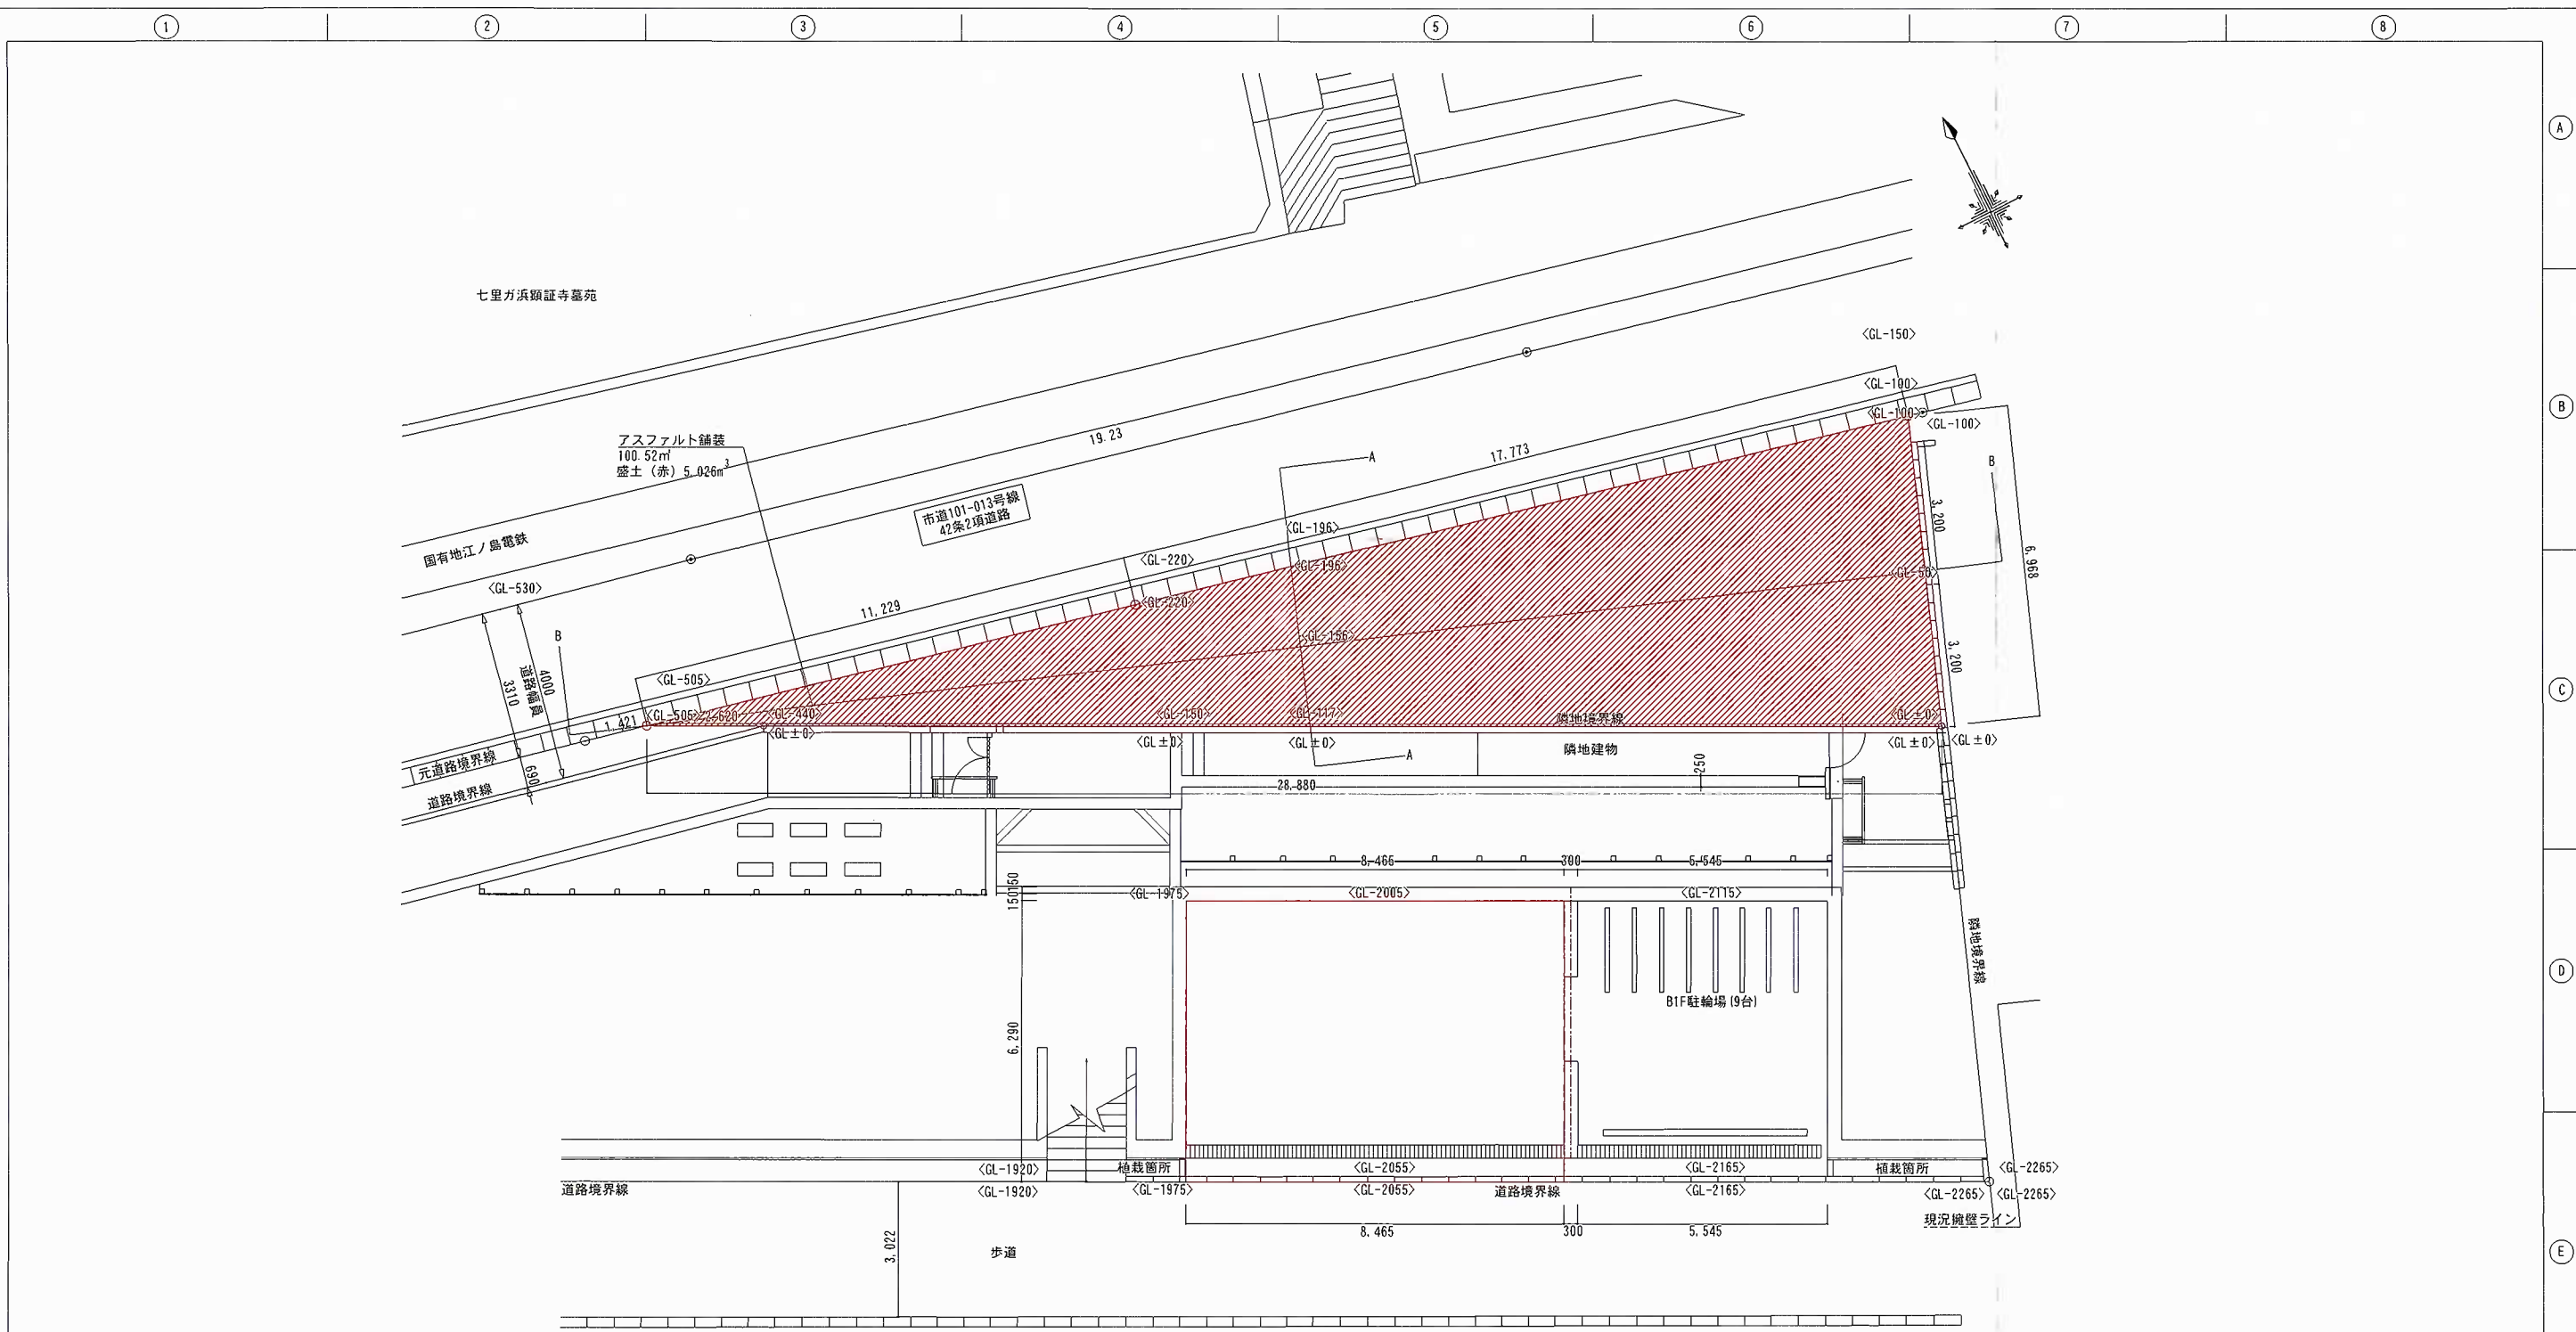 1
2
3
4
5
6
7
8
A
B
C
D
E
七里ガ浜顕証寺墓苑
<GL-150>
<GL-100>
<GL-100>
<GL-100>
アスファルト舗装
100.52㎡
盛土（赤）5.026m³
19.23
17.773
A
B
市道101-013号線
42条2項道路
<GL-196>
<GL-196>
3,200
6,968
国有地江ノ島電鉄
<GL-530>
<GL-220>
<GL-220>
<GL-50>
11,229
B
3310
4000
道路幅員
<GL-156>
3,200
<GL-505>
1,421
<GL-505>
2,620
<GL-440>
<GL-150>
<GL-117>
隣地境界線
<GL±0>
<GL±0>
<GL±0>
<GL±0>
<GL±0>
<GL±0>
隣地建物
A
元道路境界線
690
道路境界線
28.880
250
8,465
300
5,545
150
150
<GL-1975>
<GL-2005>
<GL-2115>
隣地境界線
B1F駐輪場(9台)
6,290
<GL-1920>
植栽箇所
<GL-2055>
<GL-2165>
植栽箇所
<GL-2265>
道路境界線
<GL-1920>
<GL-1975>
<GL-2055>
道路境界線
<GL-2165>
<GL-2265>
<GL-2265>
現況擁壁ライン
8.465
300
5,545
3,022
歩道